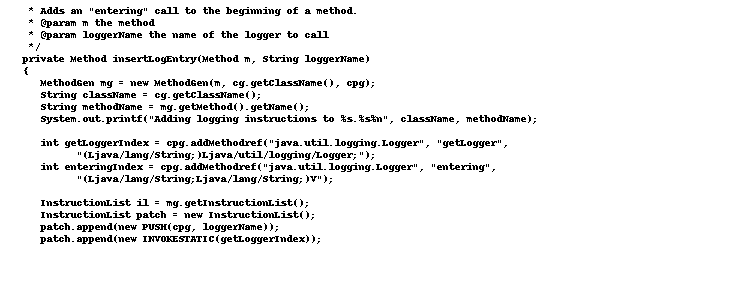 * Adds an "entering" call to the beginning of a method.
* @param m the method
* @param loggerName the name of the logger to call
*/
private Method insertLogEntry(Method m, String loggerName)
{
MethodGen mg = new MethodGen(m, cg.getClassName(), cpg);
String className = cg.getClassName();
String methodName = mg.getMethod().getName();
System.out.printf("Adding logging instructions to %s.%s%n", className, methodName);
int getLoggerIndex = cpg.addMethodref("java.util.logging.Logger", "getLogger",
"(Ljava/lang/String;)Ljava/util/logging/Logger;");
int enteringIndex = cpg.addMethodref("java.util.logging.Logger", "entering",
"(Ljava/lang/String;Ljava/lang/String;)V");
InstructionList il = mg.getInstructionList();
InstructionList patch = new InstructionList();
patch.append(new PUSH(cpg, loggerName));
patch.append(new INVOKESTATIC(getLoggerIndex));